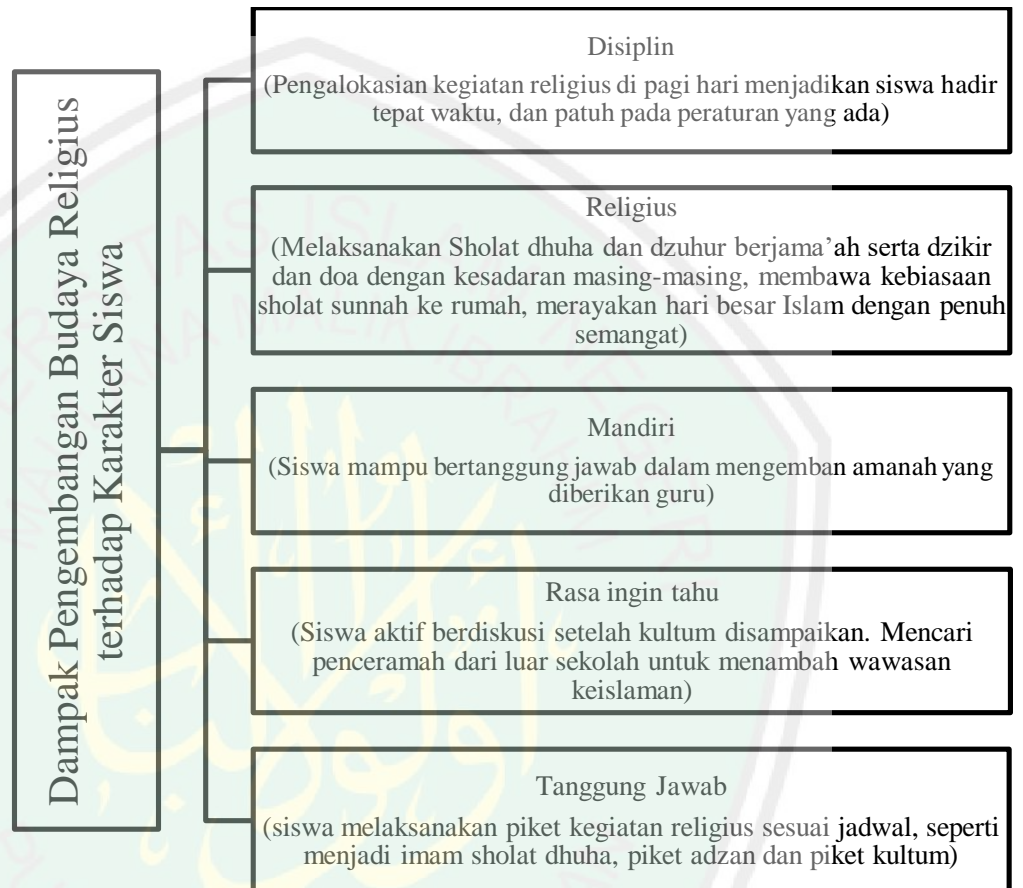 Dampak Pengembangan Budaya Religius
terhadap Karakter Siswa
Disiplin
(Pengalokasian kegiatan religius di pagi hari menjadikan siswa hadir
tepat waktu, dan patuh pada peraturan yang ada)
Religius
(Melaksanakan Sholat dhuha dan dzuhur berjama’ah serta dzikir
dan doa dengan kesadaran masing-masing, membawa kebiasaan
sholat sunnah ke rumah, merayakan hari besar Islam dengan penuh
semangat)
Mandiri
(Siswa mampu bertanggung jawab dalam mengemban amanah yang
diberikan guru)
Rasa ingin tahu
(Siswa aktif berdiskusi setelah kultum disampaikan. Mencari
penceramah dari luar sekolah untuk menambah wawasan
keislaman)
Tanggung Jawab
(siswa melaksanakan piket kegiatan religius sesuai jadwal, seperti
menjadi imam sholat dhuha, piket adzan dan piket kultum)